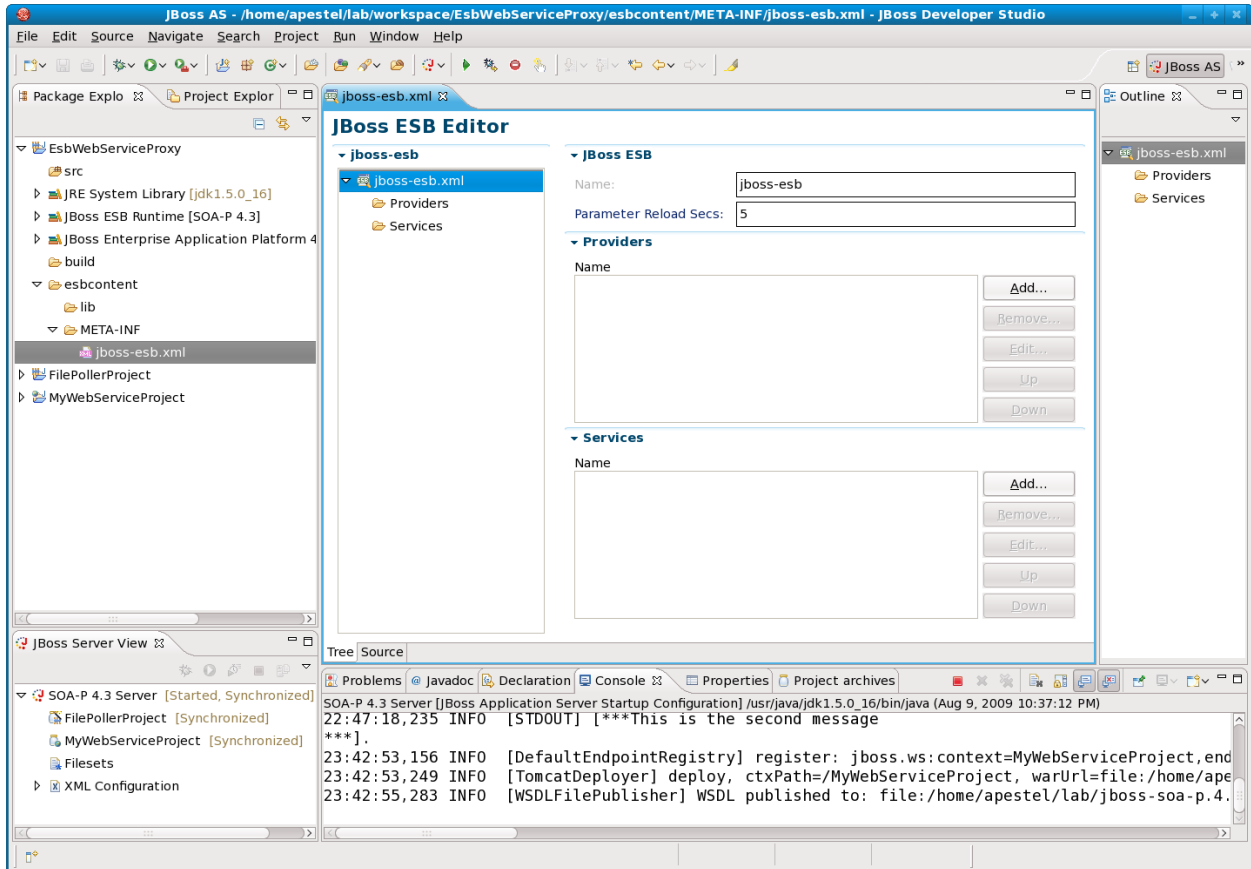 JBoss AS - /home/apestel/lab/workspace/EsbWebServiceProxy/esbcontent/META-INF/jboss-esb.xml - JBoss Developer Studio
File Edit Source Navigate Search Project Run Window Help
JBoss AS
Package Explo
Project Explor
EsbWebServiceProxy
src
JRE System Library [jdk1.5.0_16]
JBoss ESB Runtime [SOA-P 4.3]
JBoss Enterprise Application Platform 4
build
esbcontent
lib
META-INF
jboss-esb.xml
FilePollerProject
MyWebServiceProject
jboss-esb.xml
JBoss ESB Editor
jboss-esb
jboss-esb.xml
Providers
Services
JBoss ESB
Name: jboss-esb
Parameter Reload Secs: 5
Providers
Name
Add...
Remove...
Edit...
Up
Down
Services
Name
Add...
Remove...
Edit...
Up
Down
Tree Source
Outline
jboss-esb.xml
Providers
Services
JBoss Server View
SOA-P 4.3 Server [Started, Synchronized]
FilePollerProject [Synchronized]
MyWebServiceProject [Synchronized]
Filesets
XML Configuration
Problems @ Javadoc Declaration Console Properties Project archives
SOA-P 4.3 Server [JBoss Application Server Startup Configuration] /usr/java/jdk1.5.0_16/bin/java (Aug 9, 2009 10:37:12 PM)
22:47:18,235 INFO [STDOUT] [***This is the second message
***].
23:42:53,156 INFO [DefaultEndpointRegistry] register: jboss.ws:context=MyWebServiceProject,end
23:42:53,249 INFO [TomcatDeployer] deploy, ctxPath=/MyWebServiceProject, warUrl=file:/home/ape
23:42:55,283 INFO [WSDLFilePublisher] WSDL published to: file:/home/apestel/lab/jboss-soa-p.4.